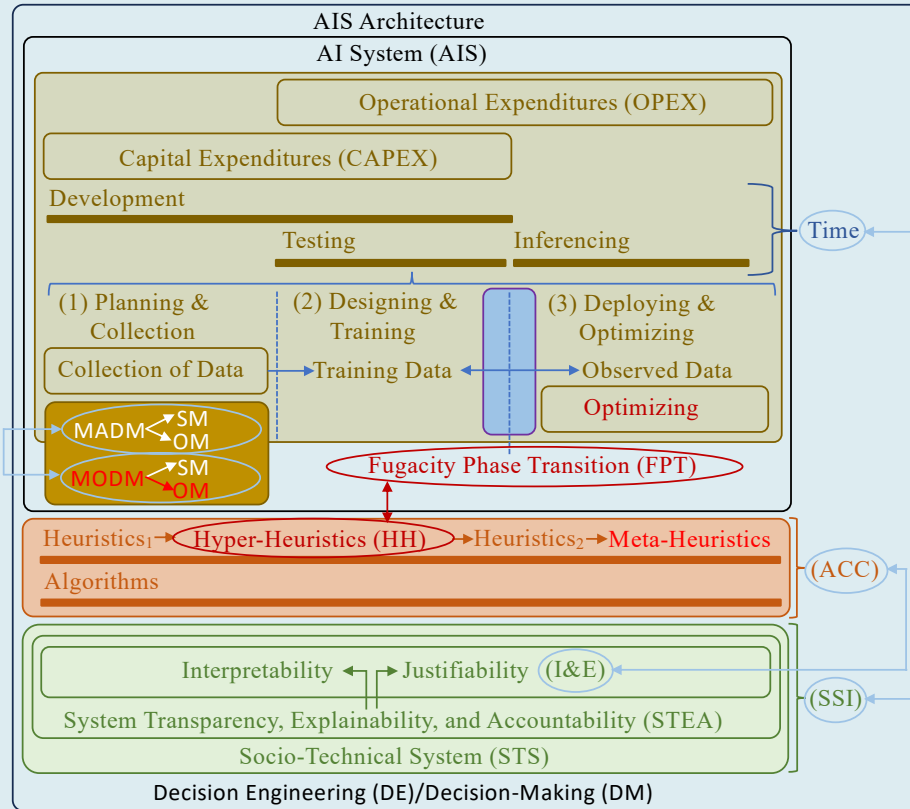 AIS Architecture
AI System (AIS)
Operational Expenditures (OPEX)
Capital Expenditures (CAPEX)
Development
Testing
Inferencing
Time
(1) Planning &
Collection
(2) Designing &
Training
(3) Deploying &
Optimizing
Collection of Data
Training Data
Observed Data
Optimizing
MADM
SM
OM
MODM
SM
OM
Fugacity Phase Transition (FPT)
Heuristics₁
Hyper-Heuristics (HH)
Heuristics₂
Meta-Heuristics
Algorithms
(ACC)
Interpretability
Justifiability
(I&E)
System Transparency, Explainability, and Accountability (STEA)
(SSI)
Socio-Technical System (STS)
Decision Engineering (DE)/Decision-Making (DM)